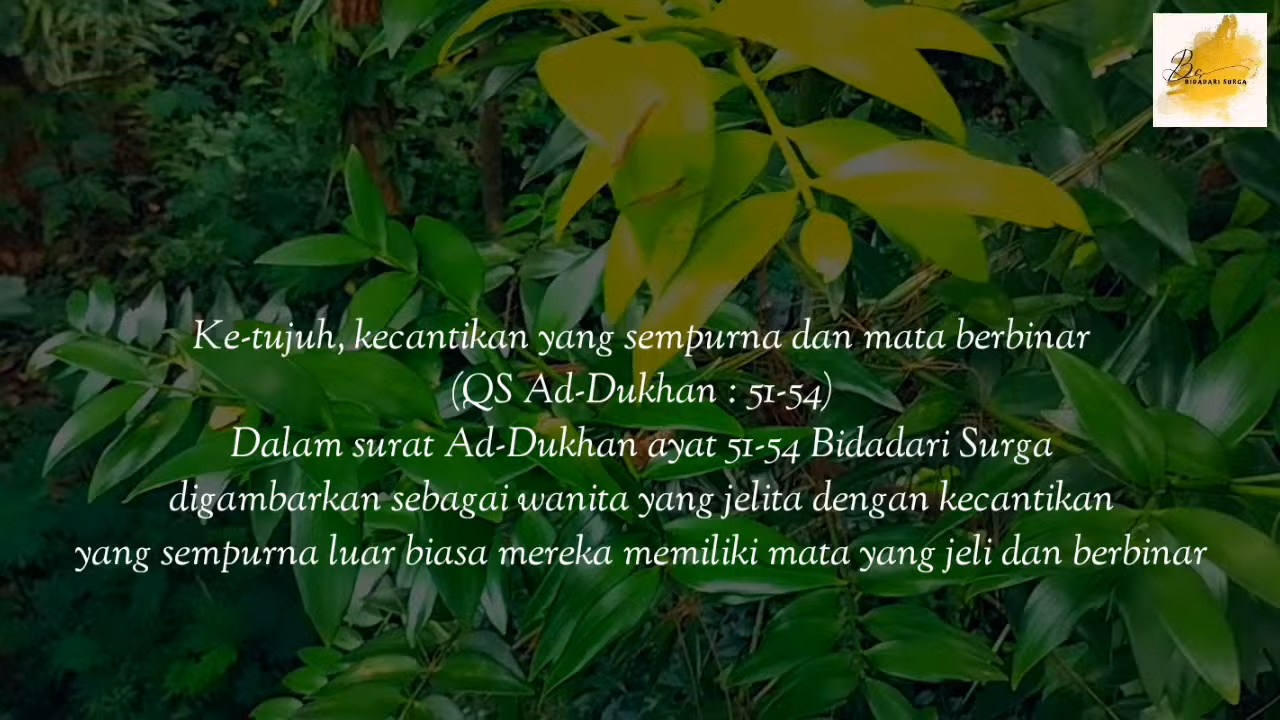 Bs
BIDADARI SURGA
Ke-tujuh, kecantikan yang sempurna dan mata berbinar
(QS Ad-Dukhan : 51-54)
Dalam surat Ad-Dukhan ayat 51-54 Bidadari Surga
digambarkan sebagai wanita yang jelita dengan kecantikan
yang sempurna luar biasa mereka memiliki mata yang jeli dan berbinar